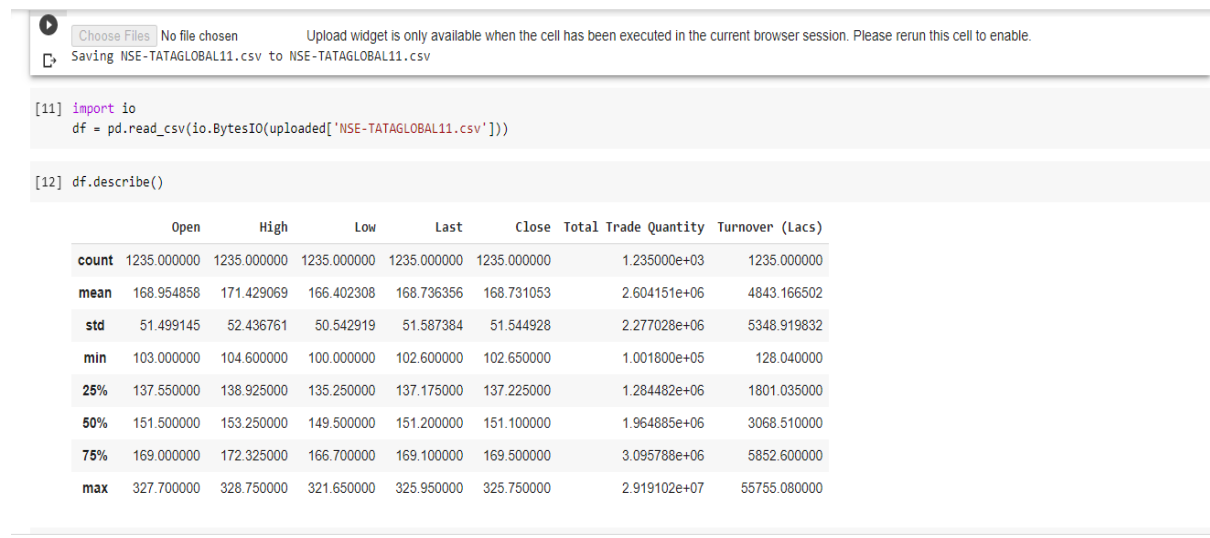 Choose Files No file chosen Upload widget is only available when the cell has been executed in the current browser session. Please rerun this cell to enable.
Saving NSE-TATAGLOBAL11.csv to NSE-TATAGLOBAL11.csv
[11] import io
df = pd.read_csv(io.BytesIO(uploaded['NSE-TATAGLOBAL11.csv']))
[12] df.describe()
Open High Low Last Close Total Trade Quantity Turnover (Lacs)
count 1235.000000 1235.000000 1235.000000 1235.000000 1235.000000 1.235000e+03 1235.000000
mean 168.954858 171.429069 166.402308 168.736356 168.731053 2.604151e+06 4843.166502
std 51.499145 52.436761 50.542919 51.587384 51.544928 2.277028e+06 5348.919832
min 103.000000 104.600000 100.000000 102.600000 102.650000 1.001800e+05 128.040000
25% 137.550000 138.925000 135.250000 137.175000 137.225000 1.284482e+06 1801.035000
50% 151.500000 153.250000 149.500000 151.200000 151.100000 1.964885e+06 3068.510000
75% 169.000000 172.325000 166.700000 169.100000 169.500000 3.095788e+06 5852.600000
max 327.700000 328.750000 321.650000 325.950000 325.750000 2.919102e+07 55755.080000